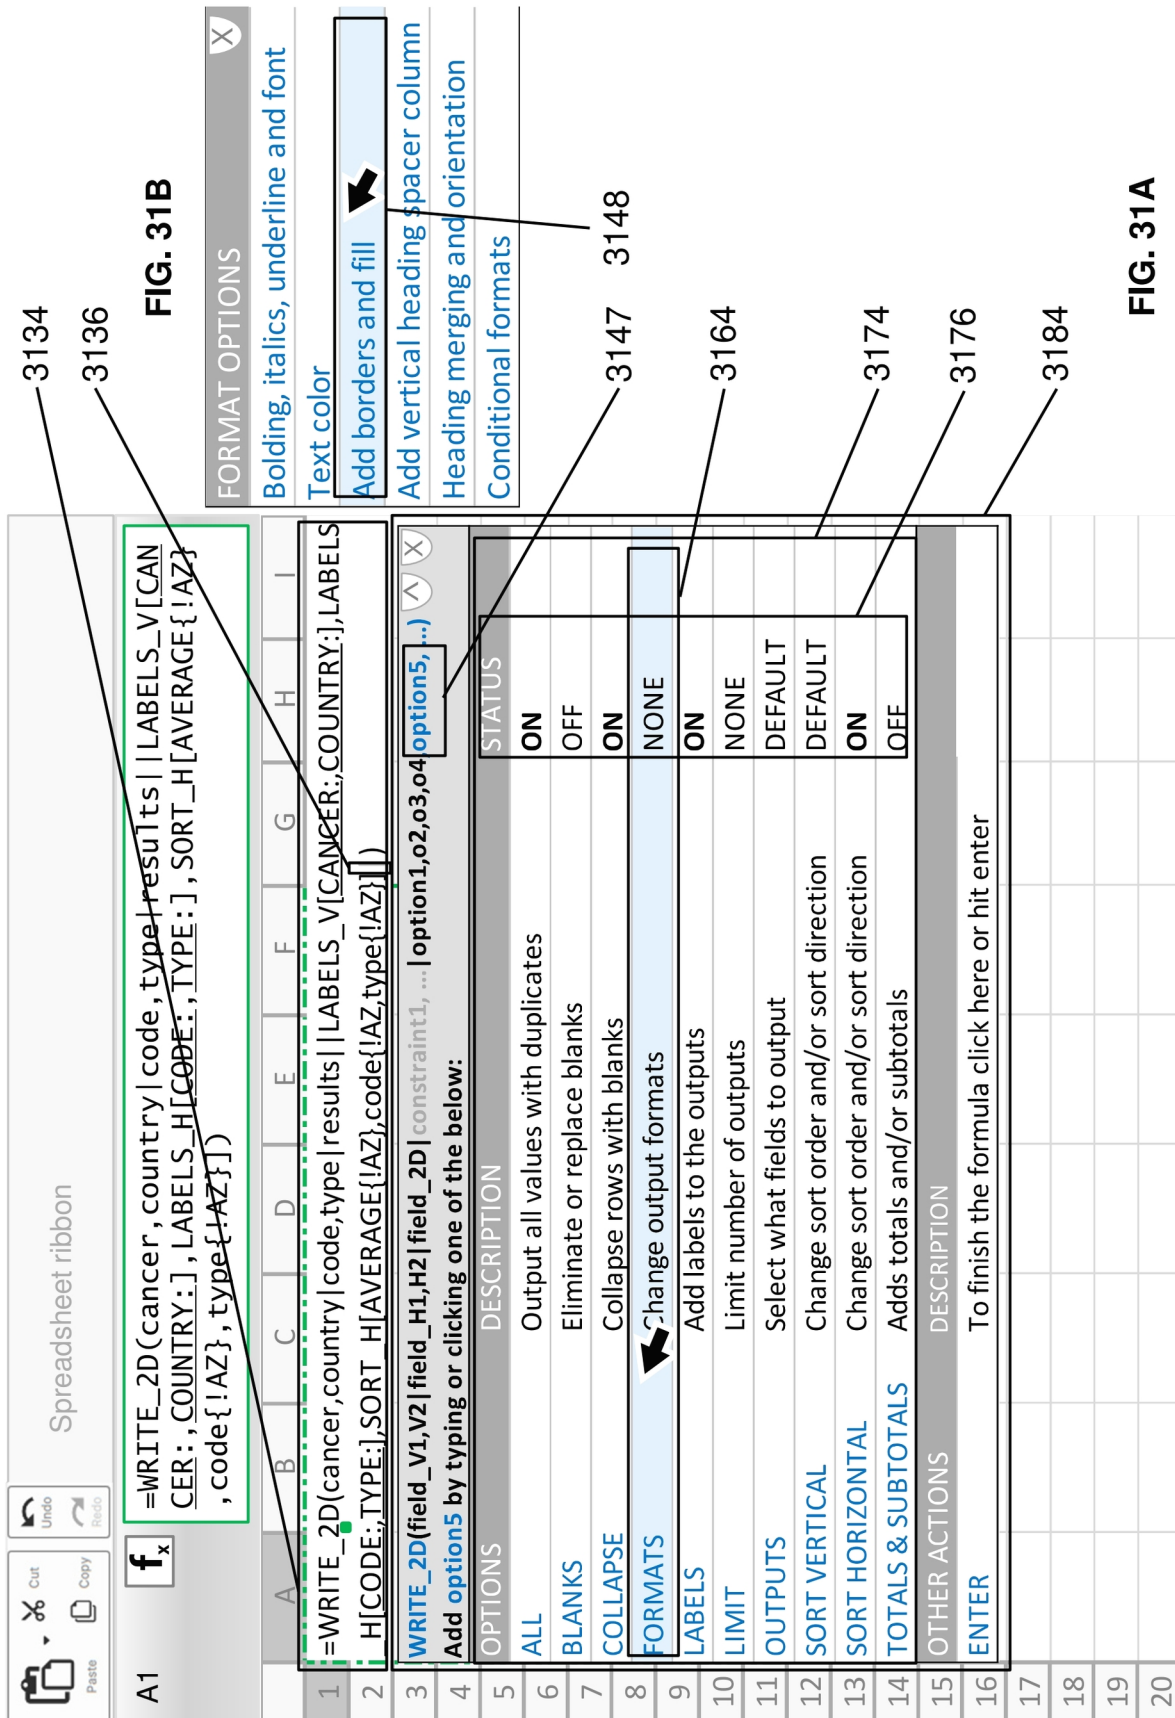 Paste
Cut
Copy
Undo
Redo
Spreadsheet ribbon
A1
fx
=WRITE_2D(cancer,country|code,type|results||LABELS_V[CAN
CER:,COUNTRY:],LABELS_H[CODE:,TYPE:],SORT_H[AVERAGE{!AZ}
,code{!AZ},type{!AZ}])
A B C D E F G H I
1 =WRITE_2D(cancer,country|code,type|results||LABELS_V[CANCER:,COUNTRY:],LABELS
2 _H[CODE:,TYPE:],SORT_H[AVERAGE{!AZ},code{!AZ,type{!AZ}]|)
3 WRITE_2D(field_V1,V2|field_H1,H2|field_2D|constraint1, ...|option1,o2,o3,o4,option5, ...) ^ X
4 Add option5 by typing or clicking one of the below:
5 OPTIONS DESCRIPTION STATUS
6 ALL Output all values with duplicates ON
7 BLANKS Eliminate or replace blanks OFF
COLLAPSE Collapse rows with blanks ON
8 FORMATS Change output formats NONE
9 LABELS Add labels to the outputs ON
10 LIMIT Limit number of outputs NONE
11 OUTPUTS Select what fields to output DEFAULT
12 SORT VERTICAL Change sort order and/or sort direction DEFAULT
13 SORT HORIZONTAL Change sort order and/or sort direction ON
14 TOTALS & SUBTOTALS Adds totals and/or subtotals OFF
15 OTHER ACTIONS DESCRIPTION
16 ENTER To finish the formula click here or hit enter
17
18
19
20
3134
3136
FIG. 31B
FORMAT OPTIONS X
Bolding, italics, underline and font
Text color
Add borders and fill
Add vertical heading spacer column
Heading merging and orientation
Conditional formats
3148
3147
3164
3174
3176
3184
FIG. 31A